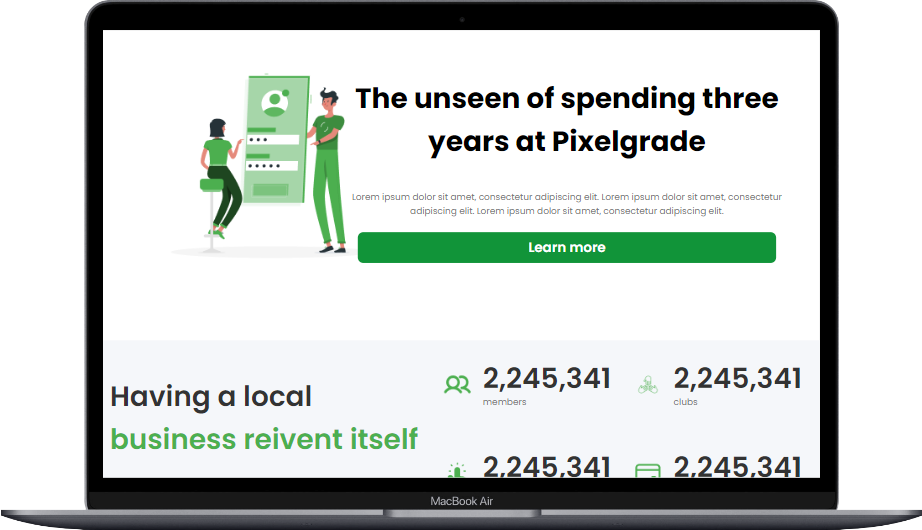 The unseen of spending three
years at Pixelgrade
Lorem ipsum dolor sit amet, consectetur adipiscing elit. Lorem ipsum dolor sit amet, consectetur
adipiscing elit. Lorem ipsum dolor sit amet, consectetur adipiscing elit.
Learn more
Having a local
business reivent itself
2,245,341
members
2,245,341
clubs
2,245,341
2,245,341
MacBook Air